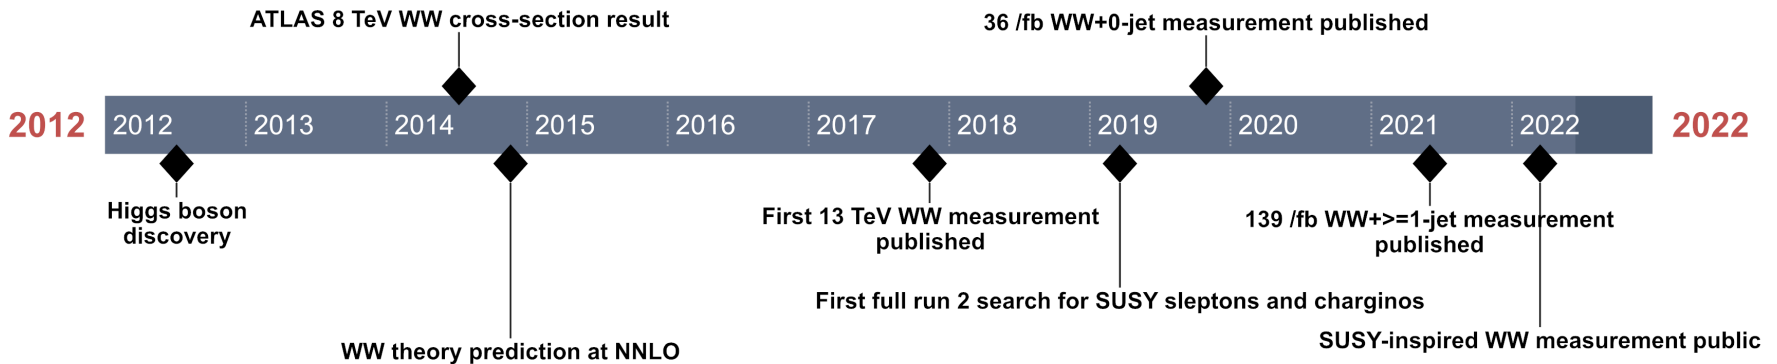 ATLAS 8 TeV WW cross-section result
36 /fb WW+0-jet measurement published
2012
2012 2013 2014 2015 2016 2017 2018 2019 2020 2021 2022
2022
Higgs boson
discovery
First 13 TeV WW measurement
published
139 /fb WW+>=1-jet measurement
published
First full run 2 search for SUSY sleptons and charginos
WW theory prediction at NNLO
SUSY-inspired WW measurement public